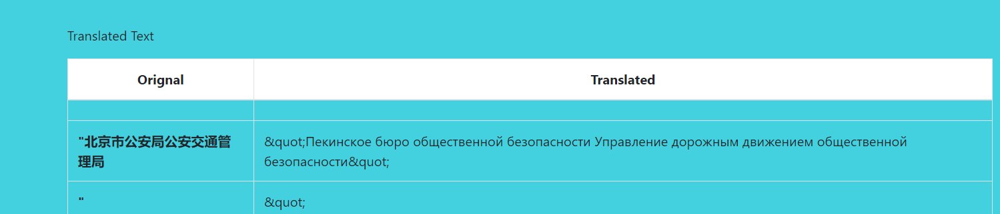 Translated Text
Orignal
Translated
"北京市公安局公安交通管
理局
&quot;Пекинское бюро общественной безопасности Управление дорожным движением общественной
безопасности&quot;
"
&quot;